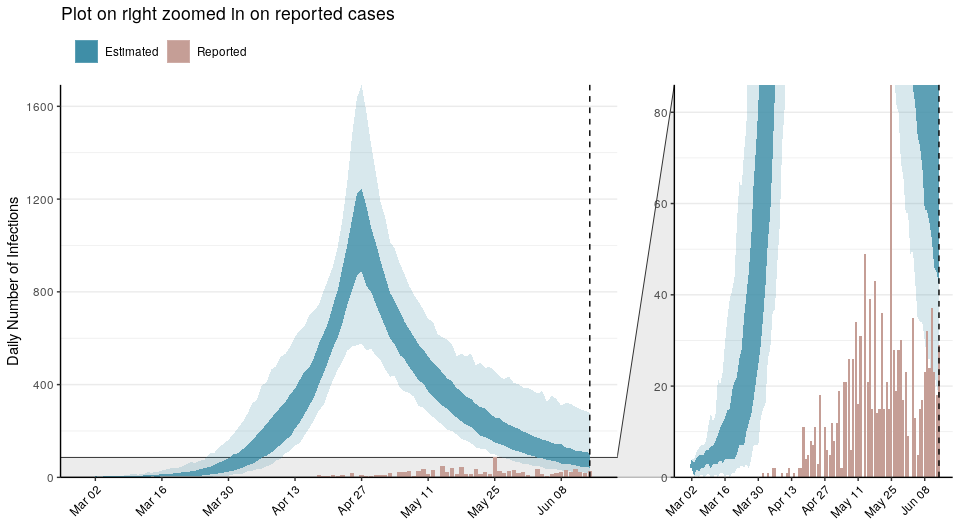 Plot on right zoomed in on reported cases
Estimated Reported
Daily Number of Infections
1600
1200
800
400
0
Mar 02 Mar 16 Mar 30 Apr 13 Apr 27 May 11 May 25 Jun 08
80
60
40
20
0
Mar 02 Mar 16 Mar 30 Apr 13 Apr 27 May 11 May 25 Jun 08